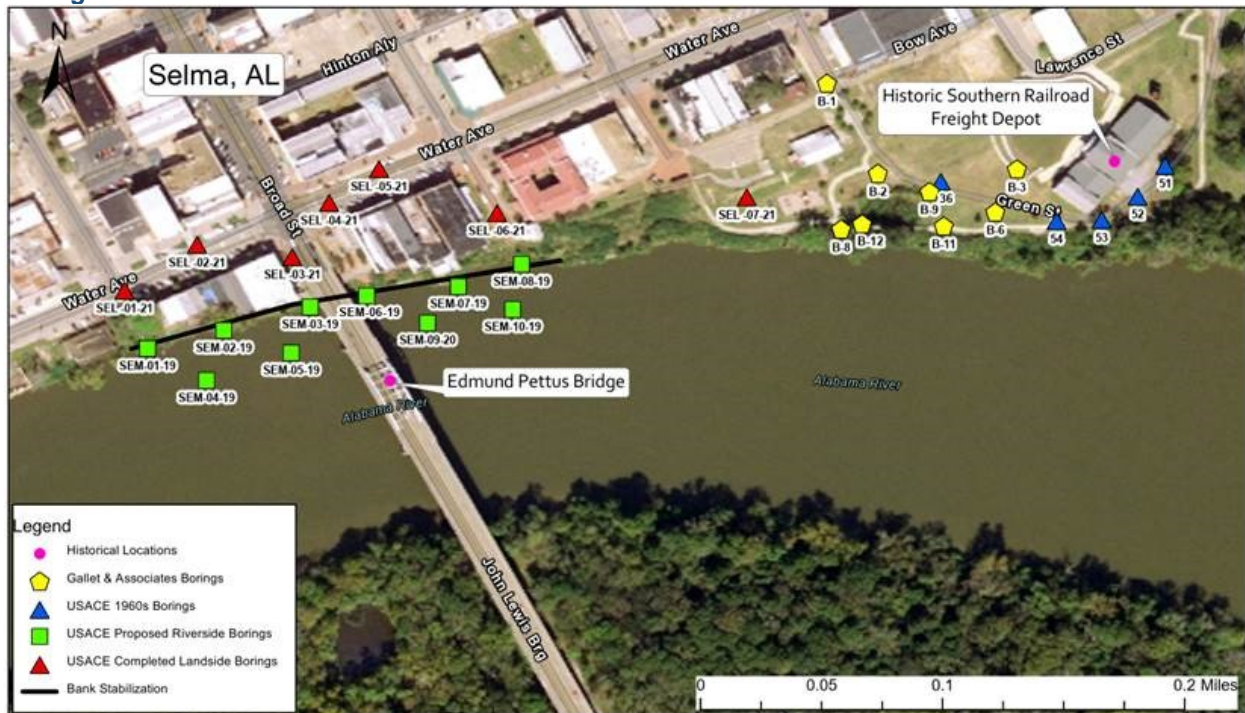 N
Selma, AL
Hinton Aly
Water Ave
Bow Ave
Lawrence St
B-1
Historic Southern Railroad
Freight Depot
Water Ave
SEL -05-21
Broad St
SEL -04-21
SEL -06-21
SEL -07-21
B-2
36
B-3
51
B-9
Green St
52
B-8
B-12
B-11
B-6
54
53
SEL -02-21
SEL -03-21
Water Ave
SEL -01-21
SEM-08-19
SEM-07-19
SEM-06-19
SEM-03-19
SEM-10-19
SEM-09-20
SEM-02-19
SEM-01-19
SEM-05-19
SEM-04-19
Edmund Pettus Bridge
Alabama River
Alabama River
John Lewis Brg
Legend
Historical Locations
Gallet & Associates Borings
USACE 1960s Borings
USACE Proposed Riverside Borings
USACE Completed Landside Borings
Bank Stabilization
0 0.05 0.1 0.2 Miles